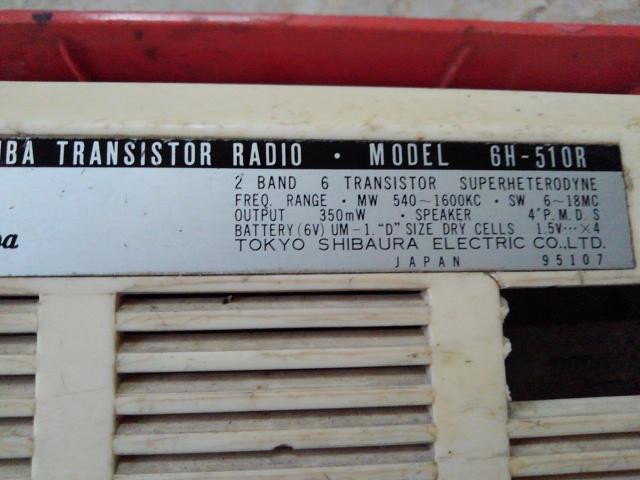 IBA TRANSISTOR RADIO · MODEL 6H-510R
2 BAND 6 TRANSISTOR SUPERHETERODYNE
FREQ. RANGE · MW 540~1600KC · SW 6~18MC
OUTPUT 350mW · SPEAKER 4" P.M.D.S
BATTERY(6V) UM-1. "D" SIZE DRY CELLS 1.5V···×4
TOKYO SHIBAURA ELECTRIC CO.,LTD.
JAPAN 95107